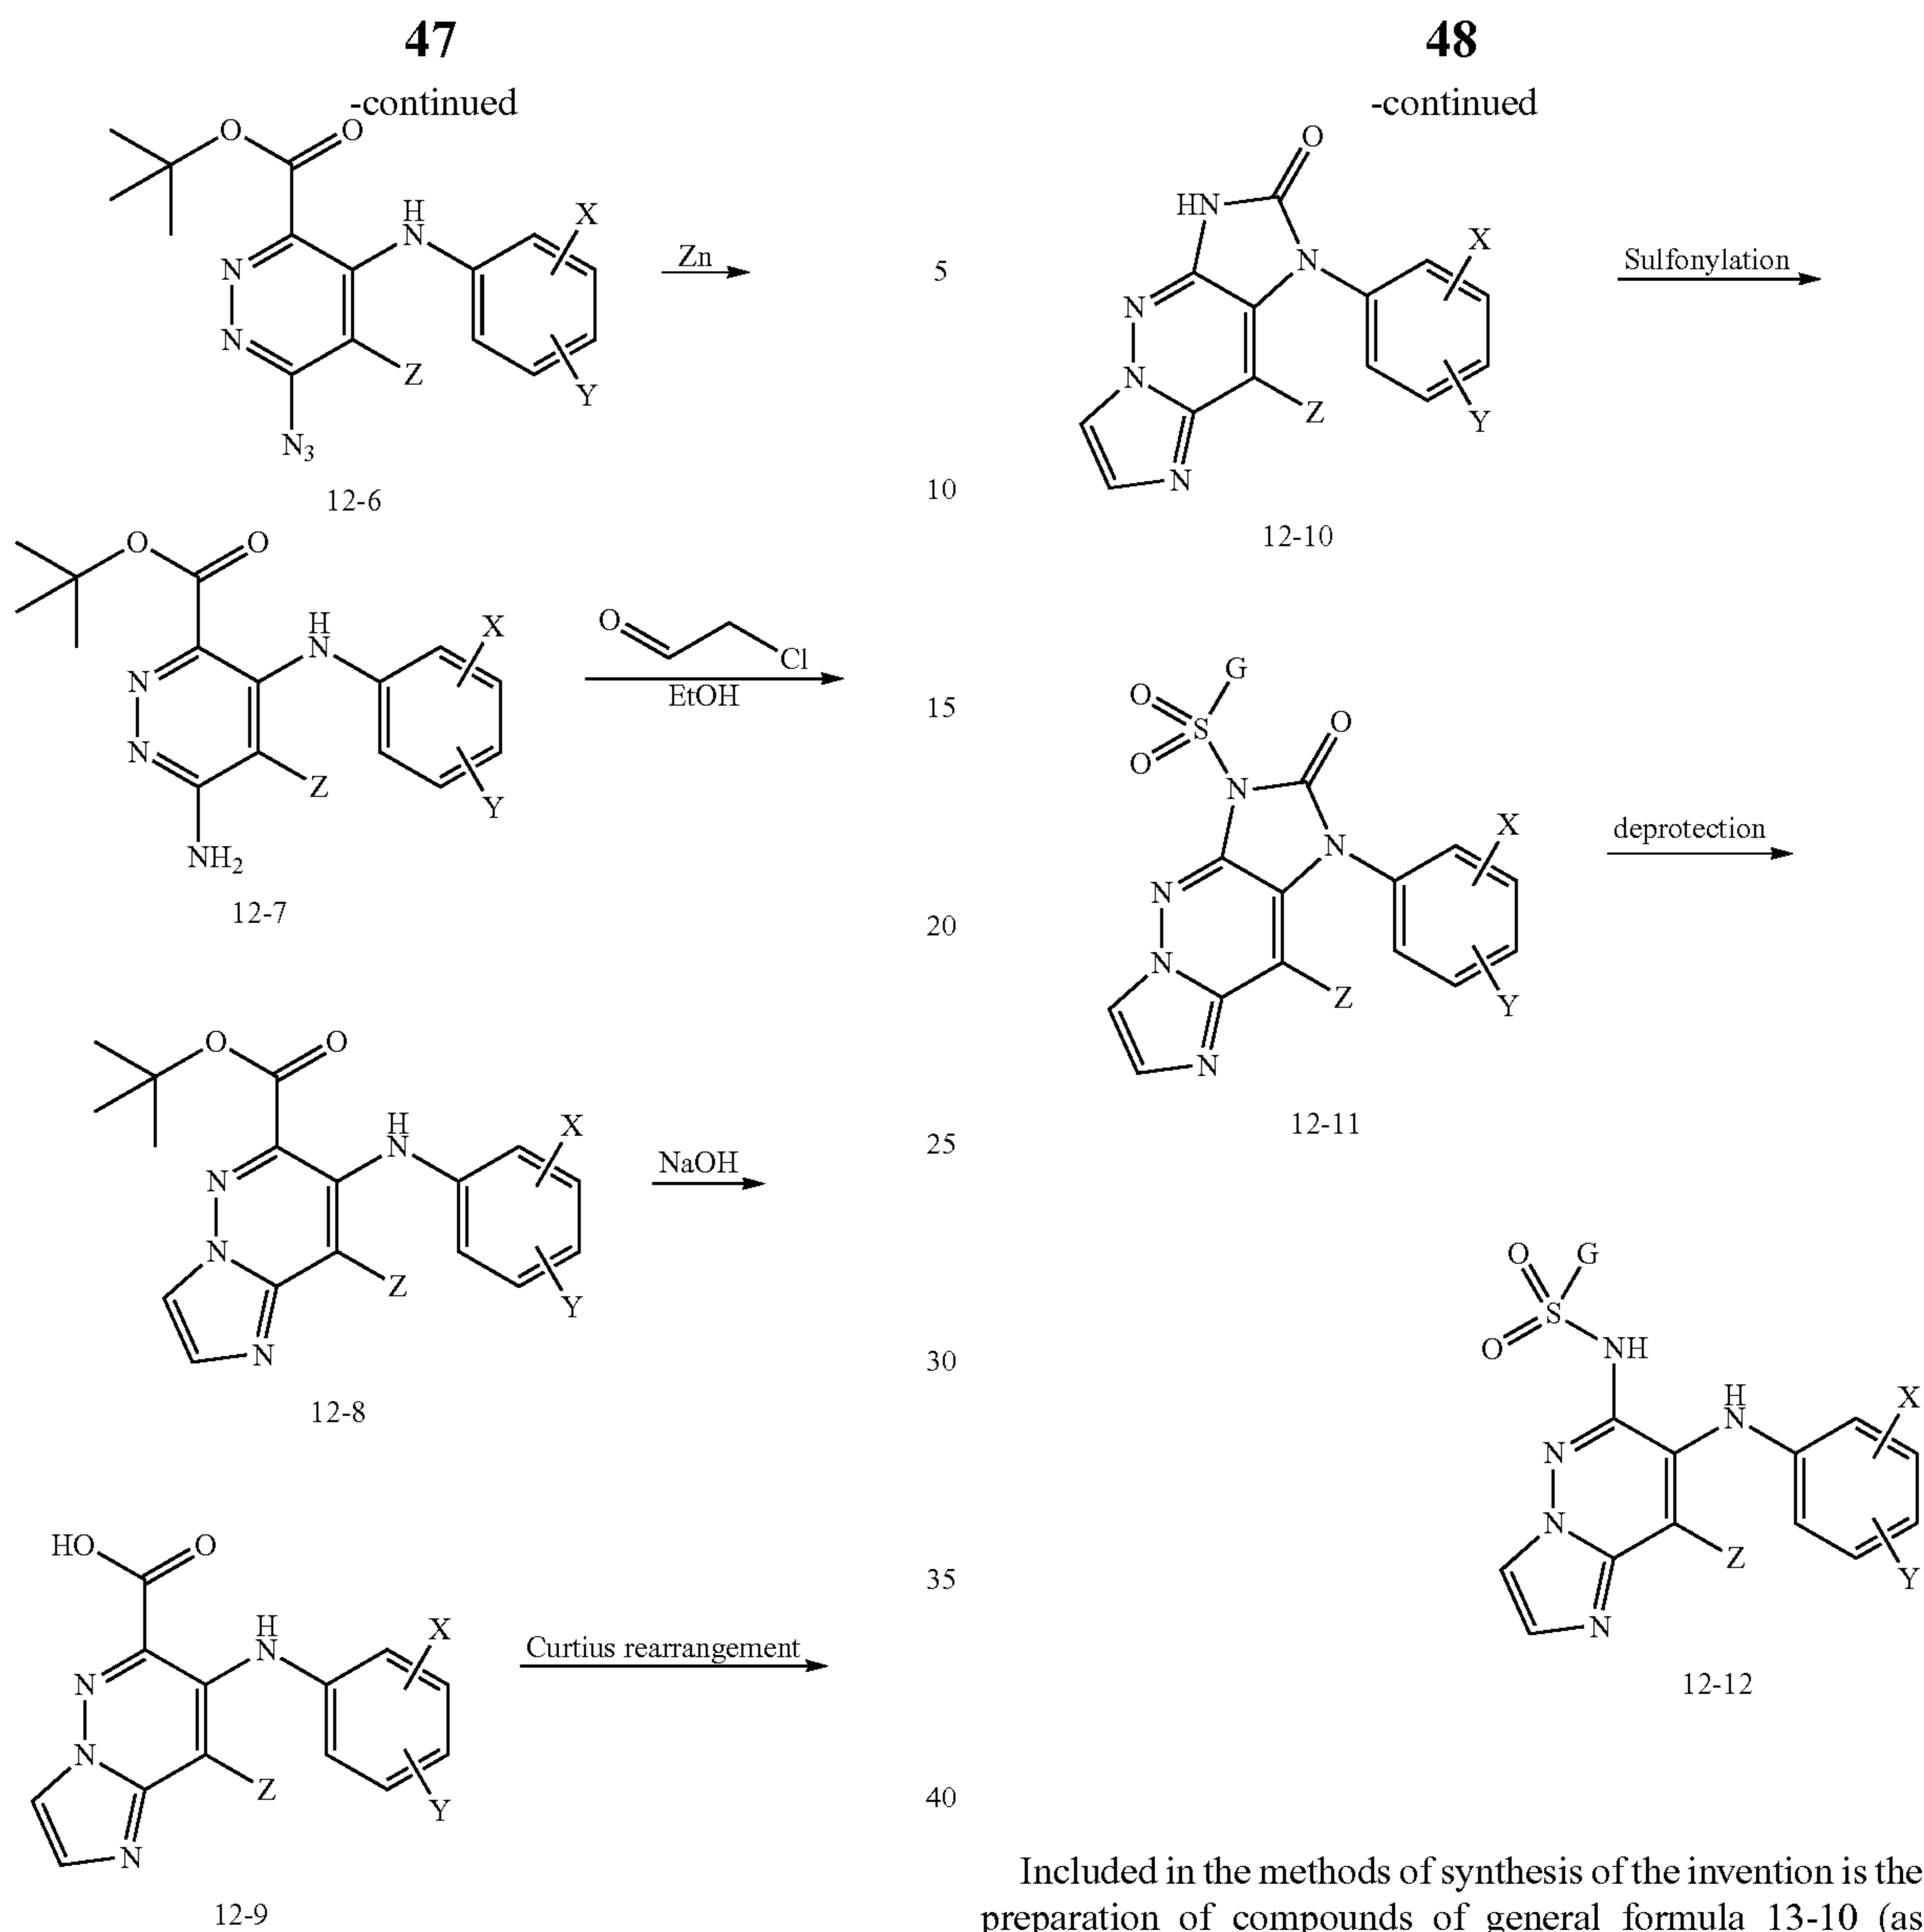 47
-continued
O O
H
N
X
N
N
Z
Y
N3
Zn
12-6
O O
H
N
X
N
N
Z
Y
NH2
O
Cl
EtOH
12-7
O O
H
N
X
N
N
Z
Y
N
NaOH
12-8
HO O
H
N
X
N
N
Z
Y
N
Curtius rearrangement
12-9
5
10
15
20
25
30
35
40
48
-continued
O
HN
N
X
N
N
Z
Y
N
Sulfonylation
12-10
G
O
S
O
O
N
N
X
N
N
Z
Y
N
deprotection
12-11
O G
S
O
NH
H
N
X
N
N
Z
Y
N
12-12
Included in the methods of synthesis of the invention is the
preparation of compounds of general formula 13-10 (as